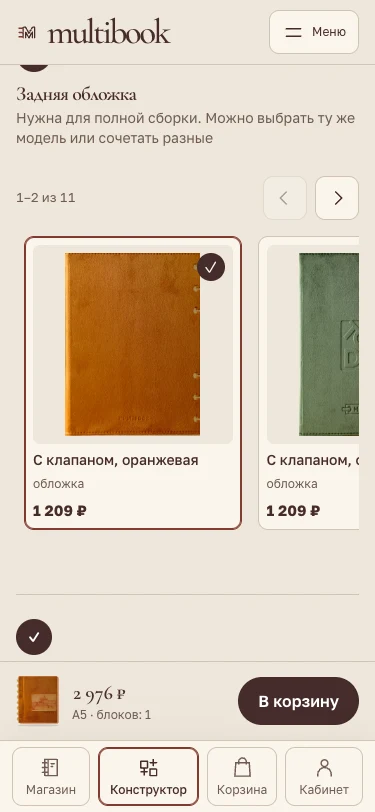 multibook
Меню
Задняя обложка
Нужна для полной сборки. Можно выбрать ту же
модель или сочетать разные
1–2 из 11
С клапаном, оранжевая
обложка
1 209 ₽
С клапаном, о
обложка
1 209 ₽
2 976 ₽
А5 · блоков: 1
В корзину
Магазин
Конструктор
Корзина
Кабинет